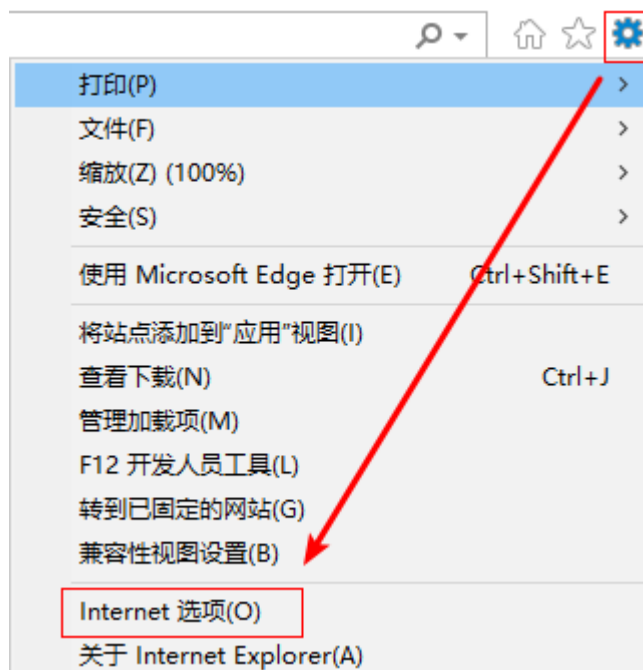 打印(P)
文件(F)
缩放(Z) (100%)
安全(S)
使用 Microsoft Edge 打开(E) Ctrl+Shift+E
将站点添加到“应用”视图(I)
查看下载(N) Ctrl+J
管理加载项(M)
F12 开发人员工具(L)
转到已固定的网站(G)
兼容性视图设置(B)
Internet 选项(O)
关于 Internet Explorer(A)